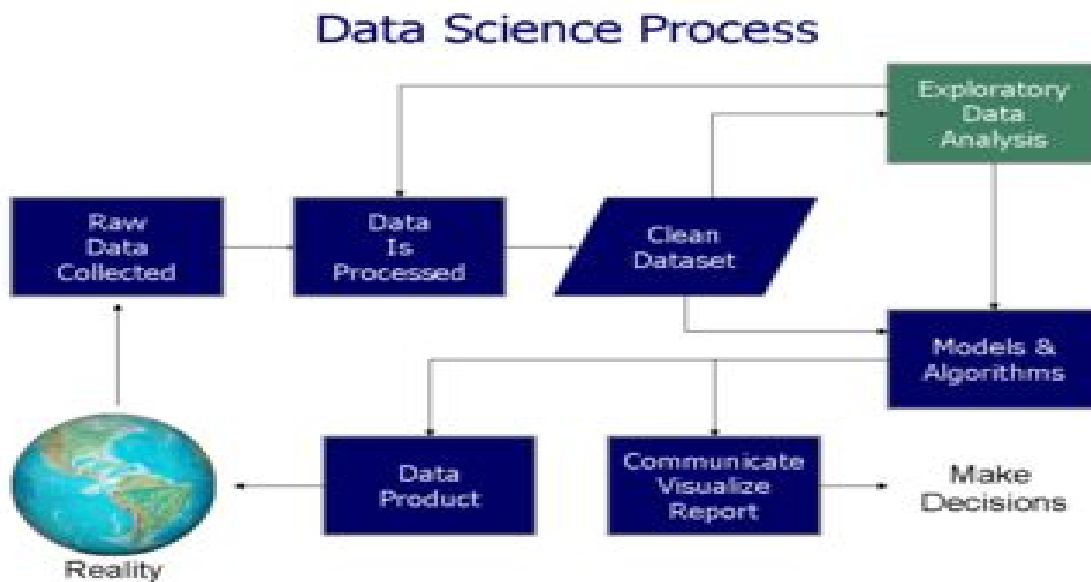 Data Science Process
Exploratory
Data
Analysis
Raw
Data
Collected
Data
Is
Processed
Clean
Dataset
Models &
Algorithms
Data
Product
Communicate
Visualize
Report
Make
Decisions
Reality